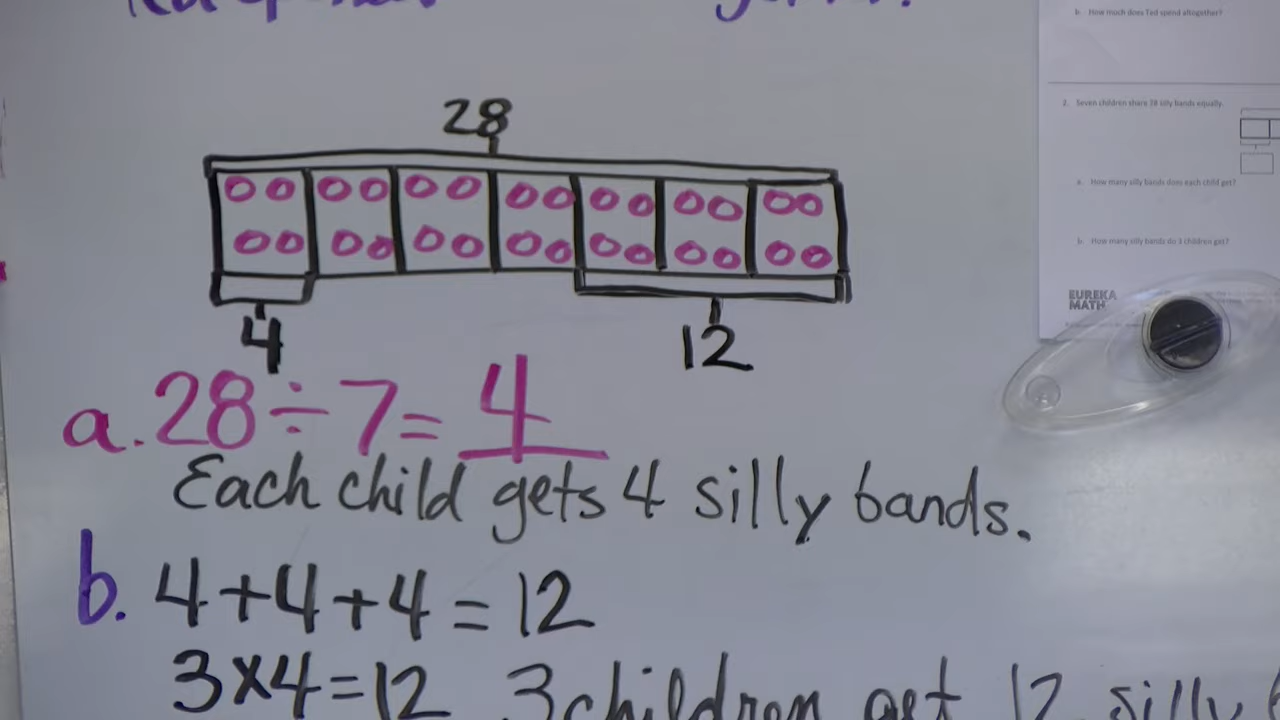 b. How much does Ted spend altogether?
28
2. Seven children share 28 silly bands equally.
a. How many silly bands does each child get?
b. How many silly bands do 3 children get?
EUREKA
MATH
4
12
a. 28 ÷ 7 = 4
Each child gets 4 silly bands.
b. 4 + 4 + 4 = 12
3 x 4 = 12 3 children get 12 silly